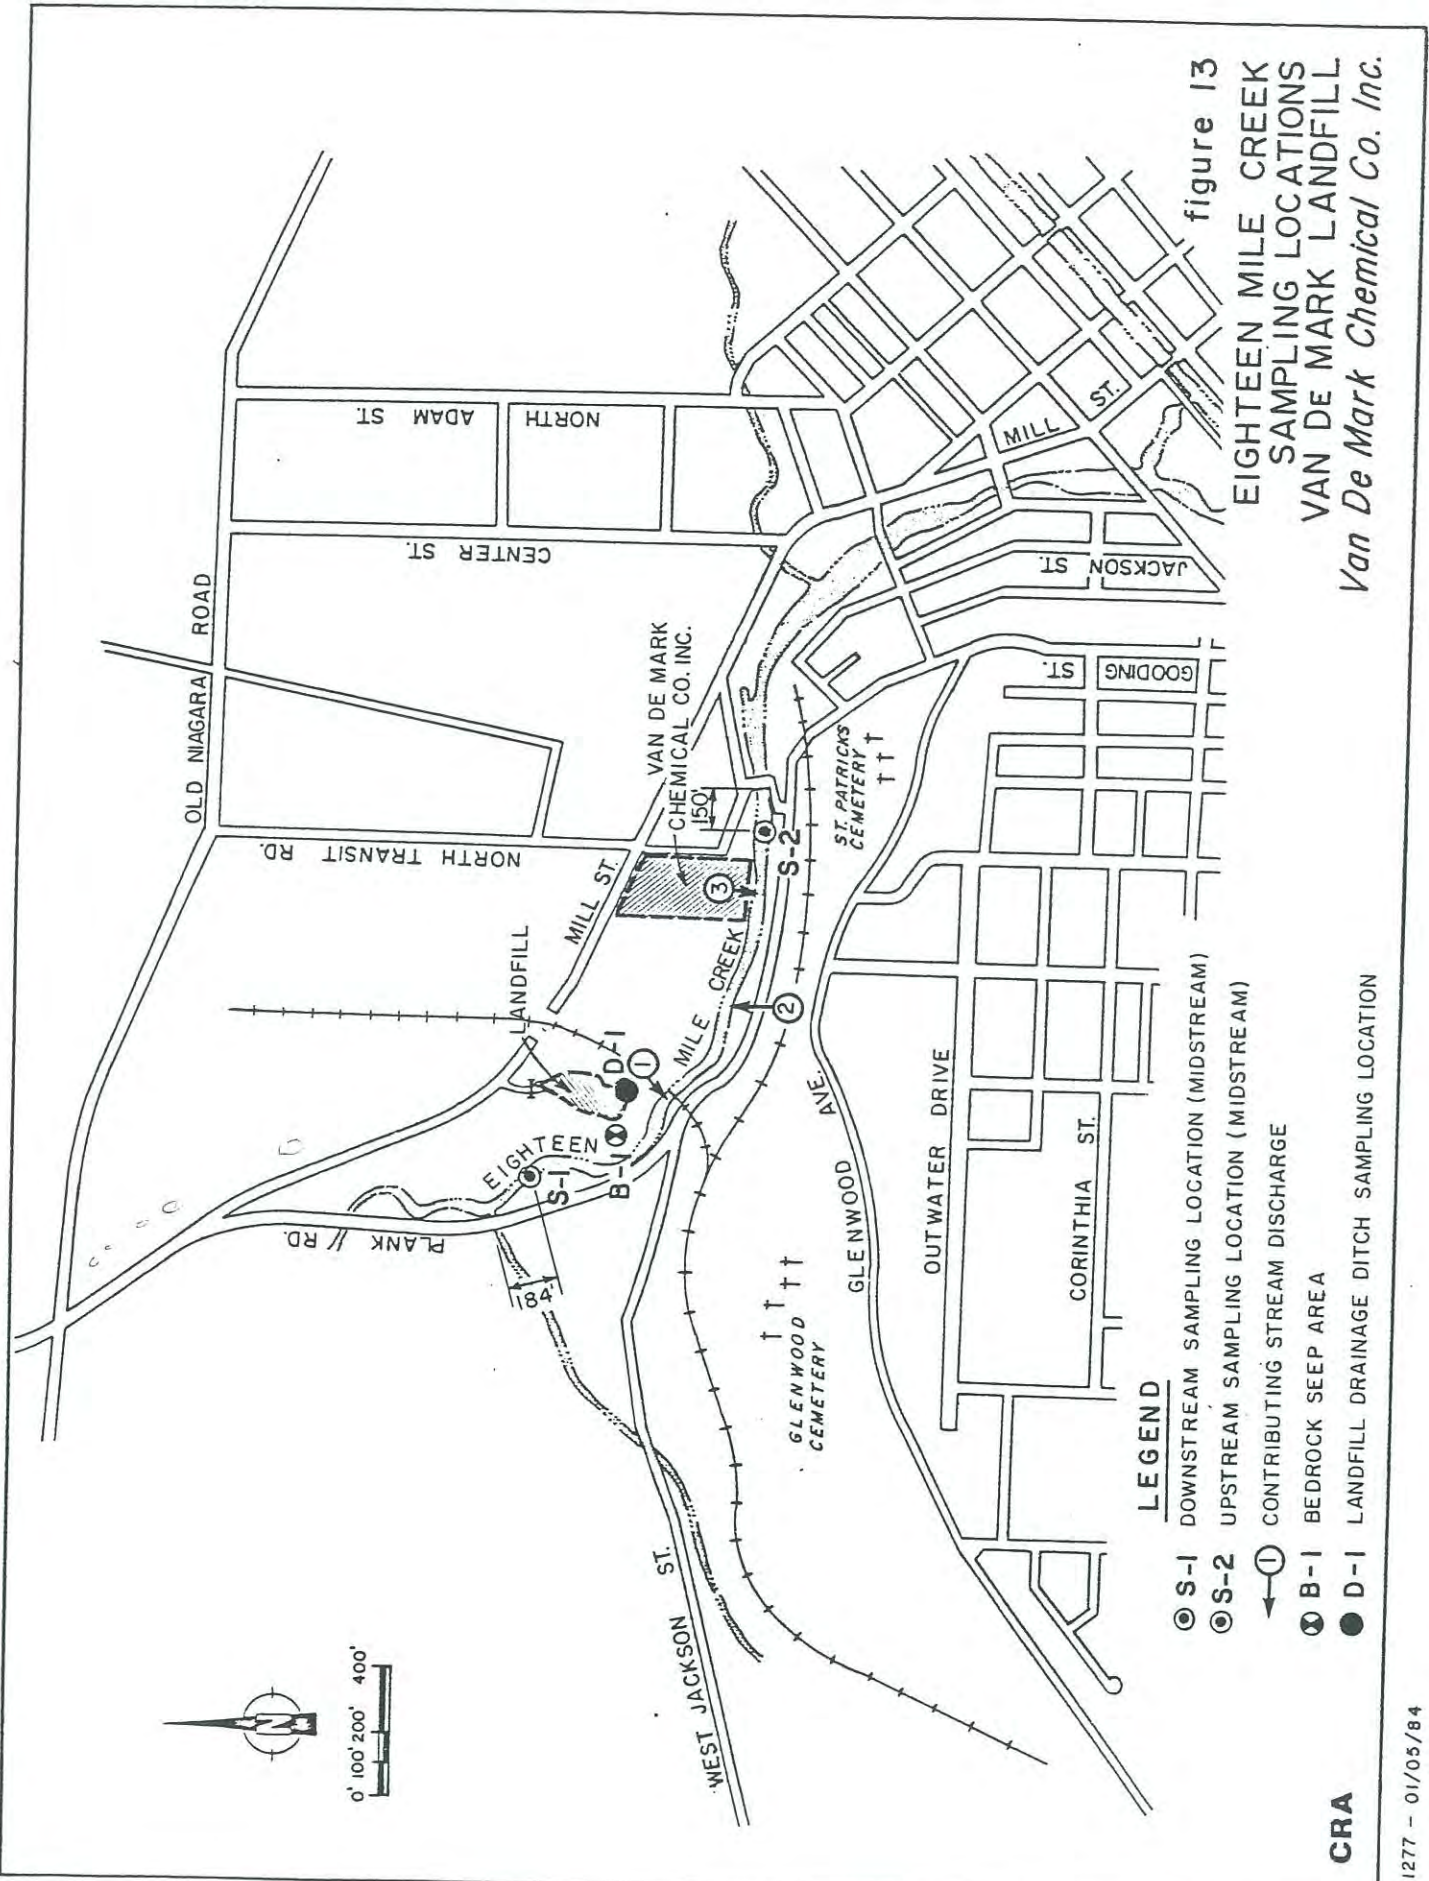 figure 13
EIGHTEEN MILE CREEK
SAMPLING LOCATIONS
VAN DE MARK LANDFILL
Van De Mark Chemical Co. Inc.
OLD NIAGARA ROAD
NORTH ADAM ST.
CENTER ST.
NORTH TRANSIT RD.
VAN DE MARK
CHEMICAL CO. INC.
150'
MILL ST.
MILL ST.
JACKSON ST.
GOODING ST.
ST. PATRICKS
CEMETERY
S-2
3
2
1
LANDFILL
D-1
B-1
S-1
EIGHTEEN MILE CREEK
PLANK RD.
184'
GLENWOOD AVE.
OUTWATER DRIVE
CORINTHIA ST.
GLENWOOD
CEMETERY
WEST JACKSON ST.
N
0' 100' 200' 400'
LEGEND
S-1 DOWNSTREAM SAMPLING LOCATION (MIDSTREAM)
S-2 UPSTREAM SAMPLING LOCATION (MIDSTREAM)
1 CONTRIBUTING STREAM DISCHARGE
B-1 BEDROCK SEEP AREA
D-1 LANDFILL DRAINAGE DITCH SAMPLING LOCATION
CRA
1277 - 01/05/84